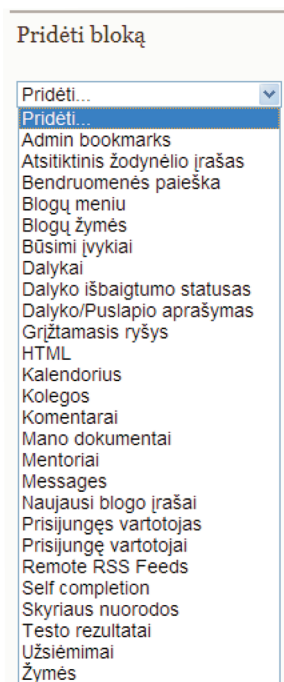 Pridėti bloką
Pridėti...
Pridėti...
Admin bookmarks
Atsitiktinis žodynėlio įrašas
Bendruomenės paieška
Blogų meniu
Blogų žymės
Būsimi įvykiai
Dalykai
Dalyko išbaigtumo statusas
Dalyko/Puslapio aprašymas
Grįžtamasis ryšys
HTML
Kalendorius
Kolegos
Komentarai
Mano dokumentai
Mentoriai
Messages
Naujausi blogo įrašai
Prisijungęs vartotojas
Prisijungę vartotojai
Remote RSS Feeds
Self completion
Skyriaus nuorodos
Testo rezultatai
Užsiėmimai
Žymės